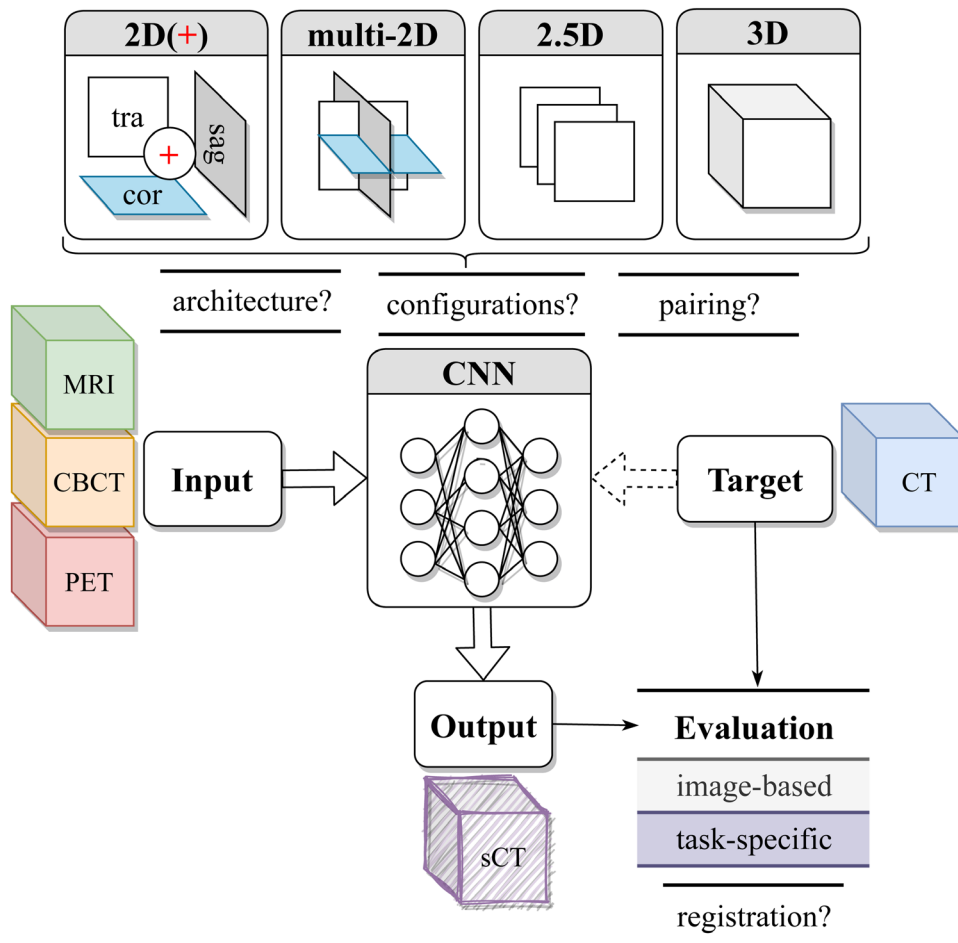 2D(+)
multi-2D
2.5D
3D
tra
+
sag
cor
architecture?
configurations?
pairing?
MRI
CBCT
PET
Input
CNN
Target
CT
Output
sCT
Evaluation
image-based
task-specific
registration?